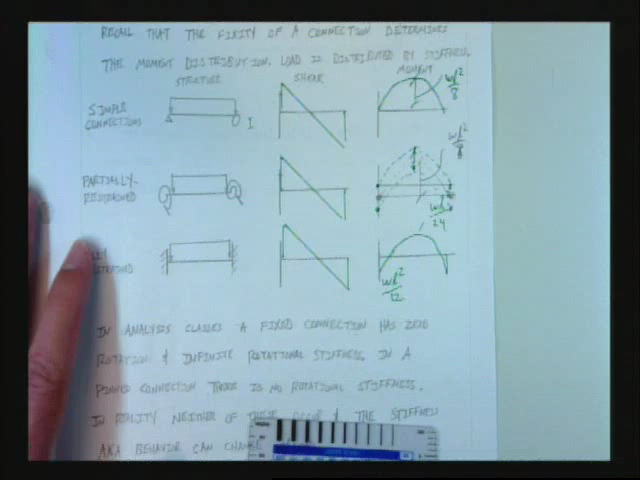 RECALL THAT THE FIXITY OF A CONNECTION DETERMINES
THE MOMENT DISTRIBUTION. LOAD IS DISTRIBUTED BY STIFFNESS.
STRUCTURE SHEAR MOMENT
SIMPLE
CONNECTIONS
I
wl²/8
PARTIALLY-
RESTRAINED
wl²/8
wl²/24
wl²/12
IN ANALYSIS CLASSES A FIXED CONNECTION HAS ZERO
ROTATION & INFINITE ROTATIONAL STIFFNESS. IN A
PINNED CONNECTION THERE IS NO ROTATIONAL STIFFNESS.
IN REALITY NEITHER OF THESE OCCUR & THE STIFFNESS
AKA BEHAVIOR CAN CHANGE